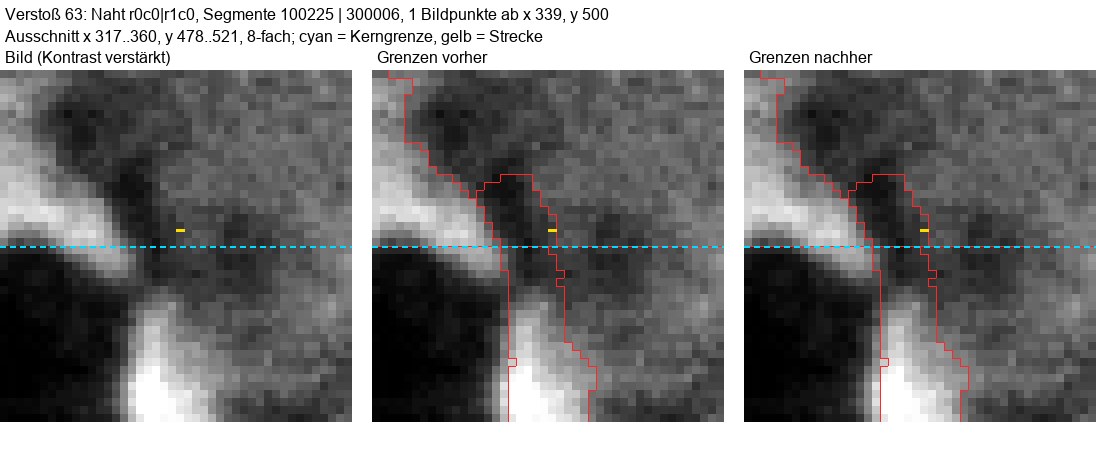 Verstoß 63: Naht r0c0|r1c0, Segmente 100225 | 300006, 1 Bildpunkte ab x 339, y 500
Ausschnitt x 317..360, y 478..521, 8-fach; cyan = Kerngrenze, gelb = Strecke
Bild (Kontrast verstärkt)
Grenzen vorher
Grenzen nachher